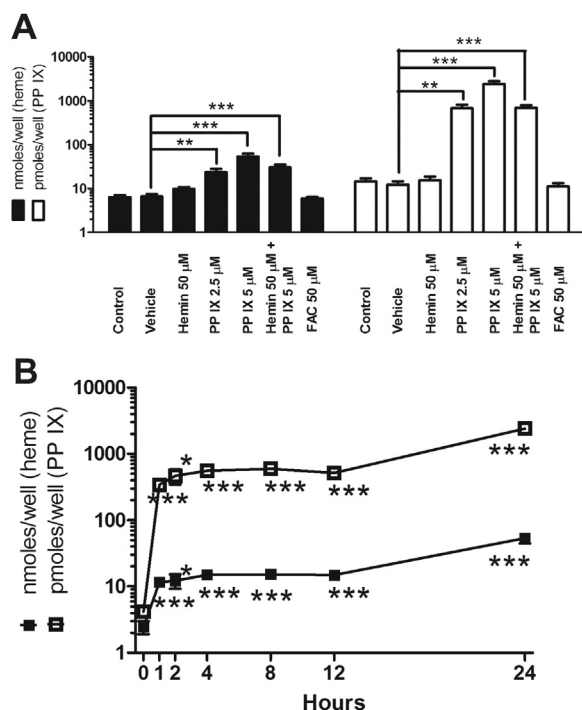 A
nmoles/well (heme)
pmoles/well (PP IX)
10000
1000
100
10
1
***
***
**
***
***
**
Control
Vehicle
Hemin 50 μM
PP IX 2.5 μM
PP IX 5 μM
Hemin 50 μM +
PP IX 5 μM
FAC 50 μM
Control
Vehicle
Hemin 50 μM
PP IX 2.5 μM
PP IX 5 μM
Hemin 50 μM +
PP IX 5 μM
FAC 50 μM
B
nmoles/well (heme)
pmoles/well (PP IX)
10000
1000
100
10
1
*** * *** *** *** ***
*** * *** *** *** ***
0 1 2 4 8 12 24
Hours